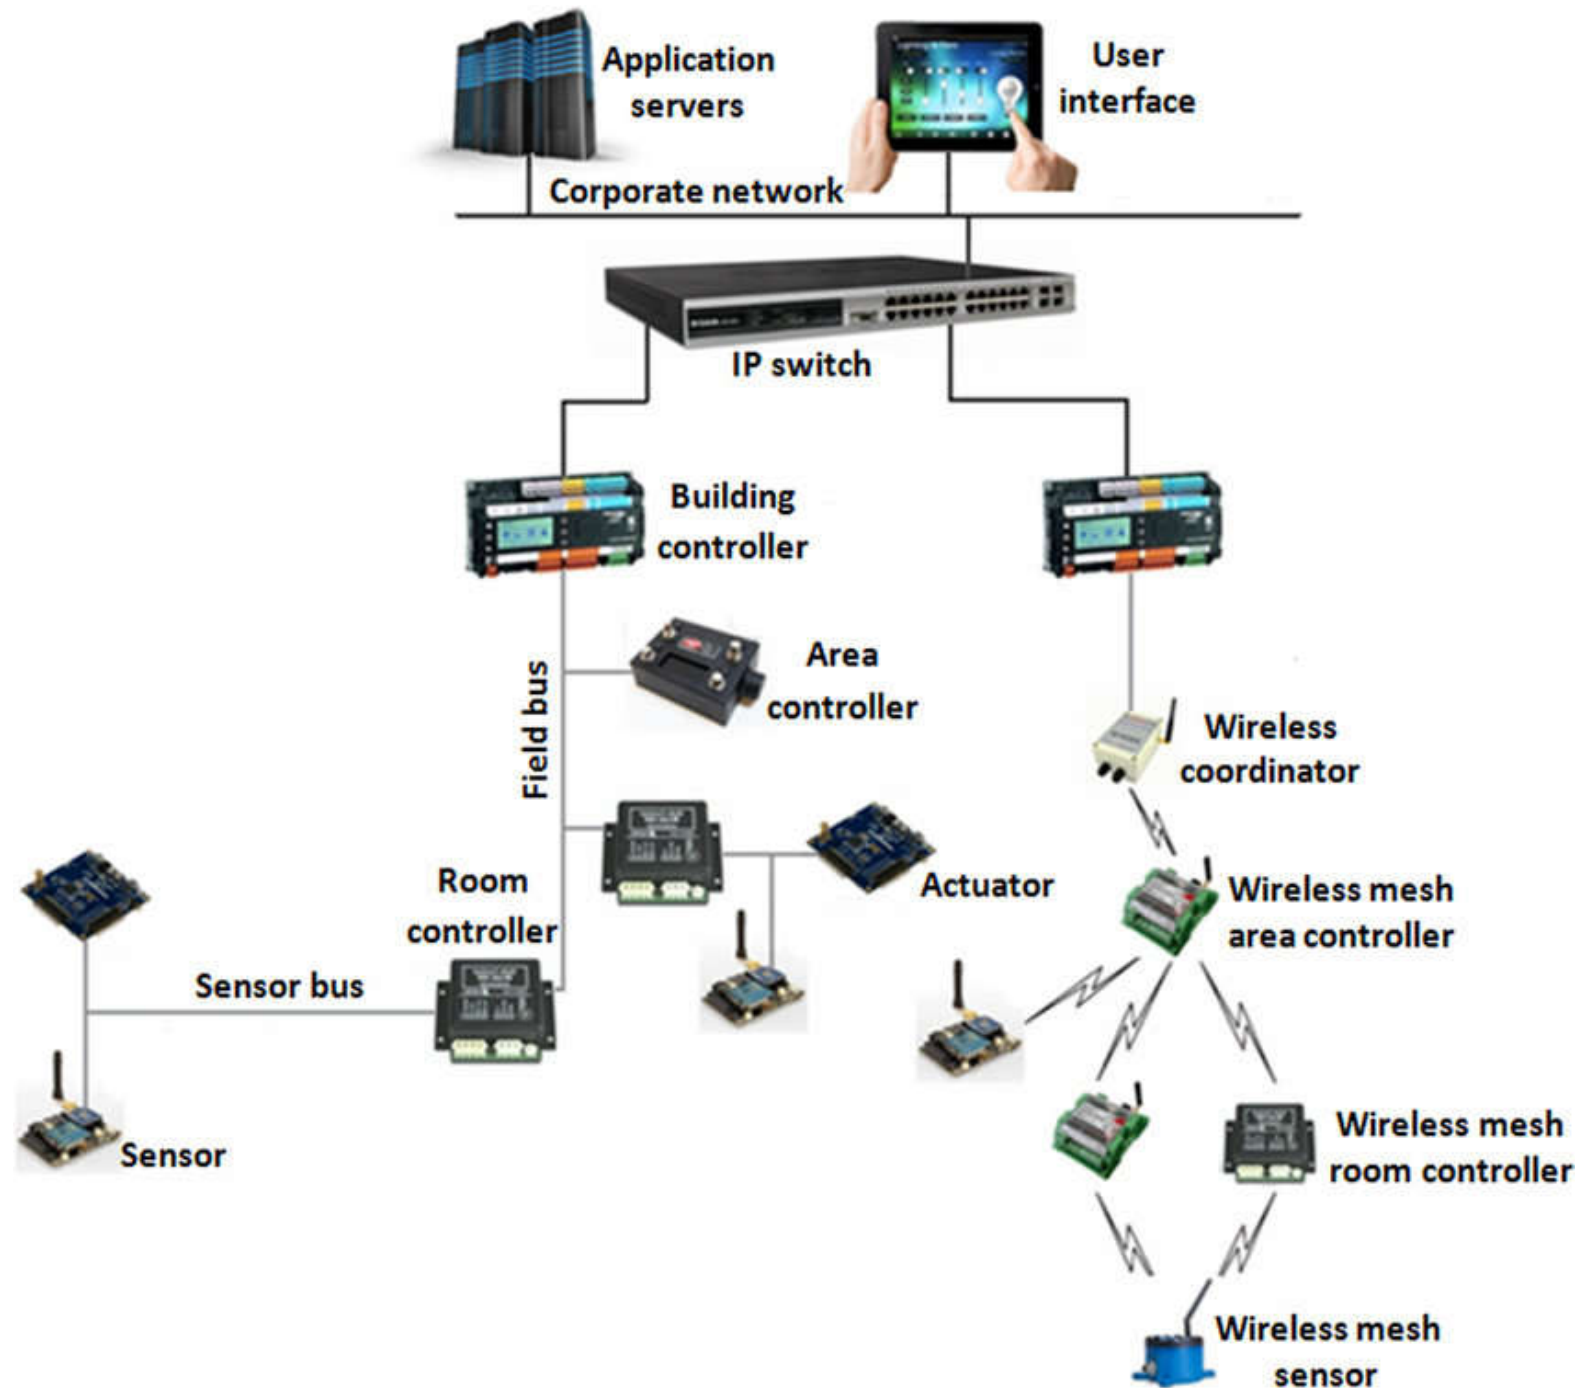 Application
servers
User
interface
Corporate network
IP switch
Building
controller
Area
controller
Field bus
Wireless
coordinator
Room
controller
Actuator
Wireless mesh
area controller
Sensor bus
Sensor
Wireless mesh
room controller
Wireless mesh
sensor